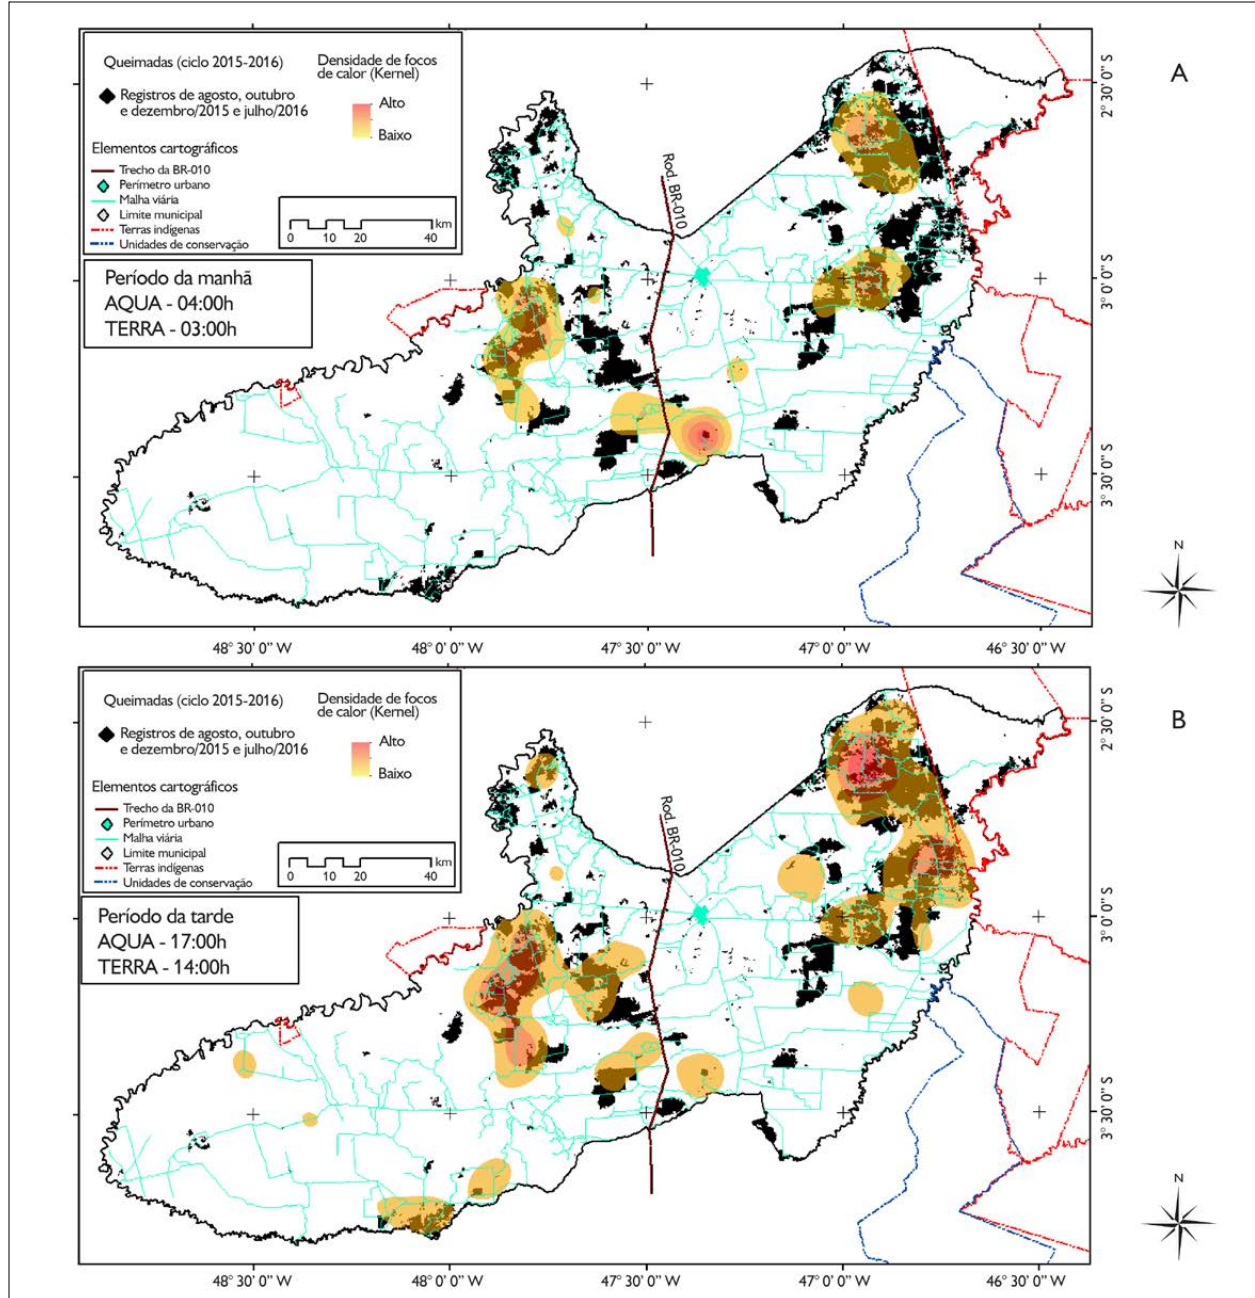 A
Queimadas (ciclo 2015-2016)
Registros de agosto, outubro
e dezembro/2015 e julho/2016
Densidade de focos
de calor (Kernel)
Alto
Baixo
Elementos cartográficos
Trecho da BR-010
Perímetro urbano
Malha viária
Limite municipal
Terras indígenas
Unidades de conservação
0 10 20 40
km
Período da manhã
AQUA - 04:00h
TERRA - 03:00h
Rod. BR-010
2° 30' 0" S
3° 0' 0" S
3° 30' 0" S
N
48° 30' 0" W
48° 0' 0" W
47° 30' 0" W
47° 0' 0" W
46° 30' 0" W
B
Queimadas (ciclo 2015-2016)
Registros de agosto, outubro
e dezembro/2015 e julho/2016
Densidade de focos
de calor (Kernel)
Alto
Baixo
Elementos cartográficos
Trecho da BR-010
Perímetro urbano
Malha viária
Limite municipal
Terras indígenas
Unidades de conservação
0 10 20 40
km
Período da tarde
AQUA - 17:00h
TERRA - 14:00h
Rod. BR-010
2° 30' 0" S
3° 0' 0" S
3° 30' 0" S
N
48° 30' 0" W
48° 0' 0" W
47° 30' 0" W
47° 0' 0" W
46° 30' 0" W